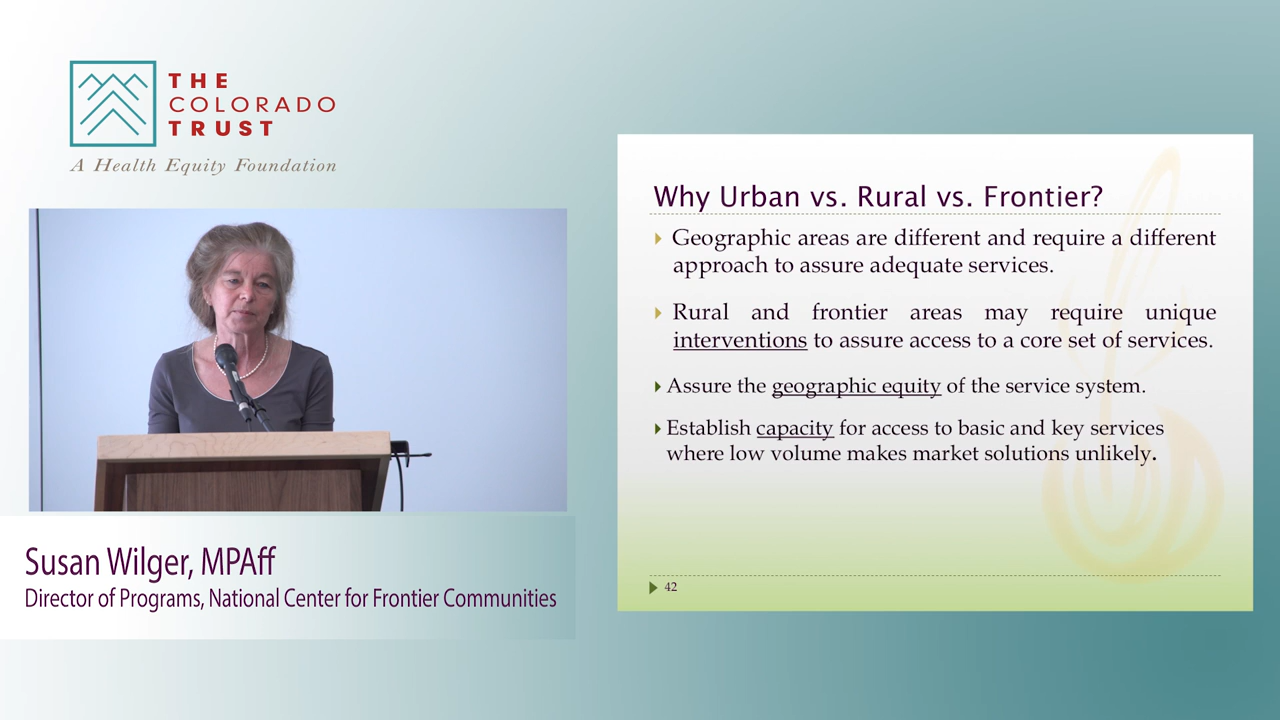 THE
COLORADO
TRUST
A Health Equity Foundation
Susan Wilger, MPAff
Director of Programs, National Center for Frontier Communities
Why Urban vs. Rural vs. Frontier?
Geographic areas are different and require a different
approach to assure adequate services.
Rural and frontier areas may require unique
interventions to assure access to a core set of services.
Assure the geographic equity of the service system.
Establish capacity for access to basic and key services
where low volume makes market solutions unlikely.
42